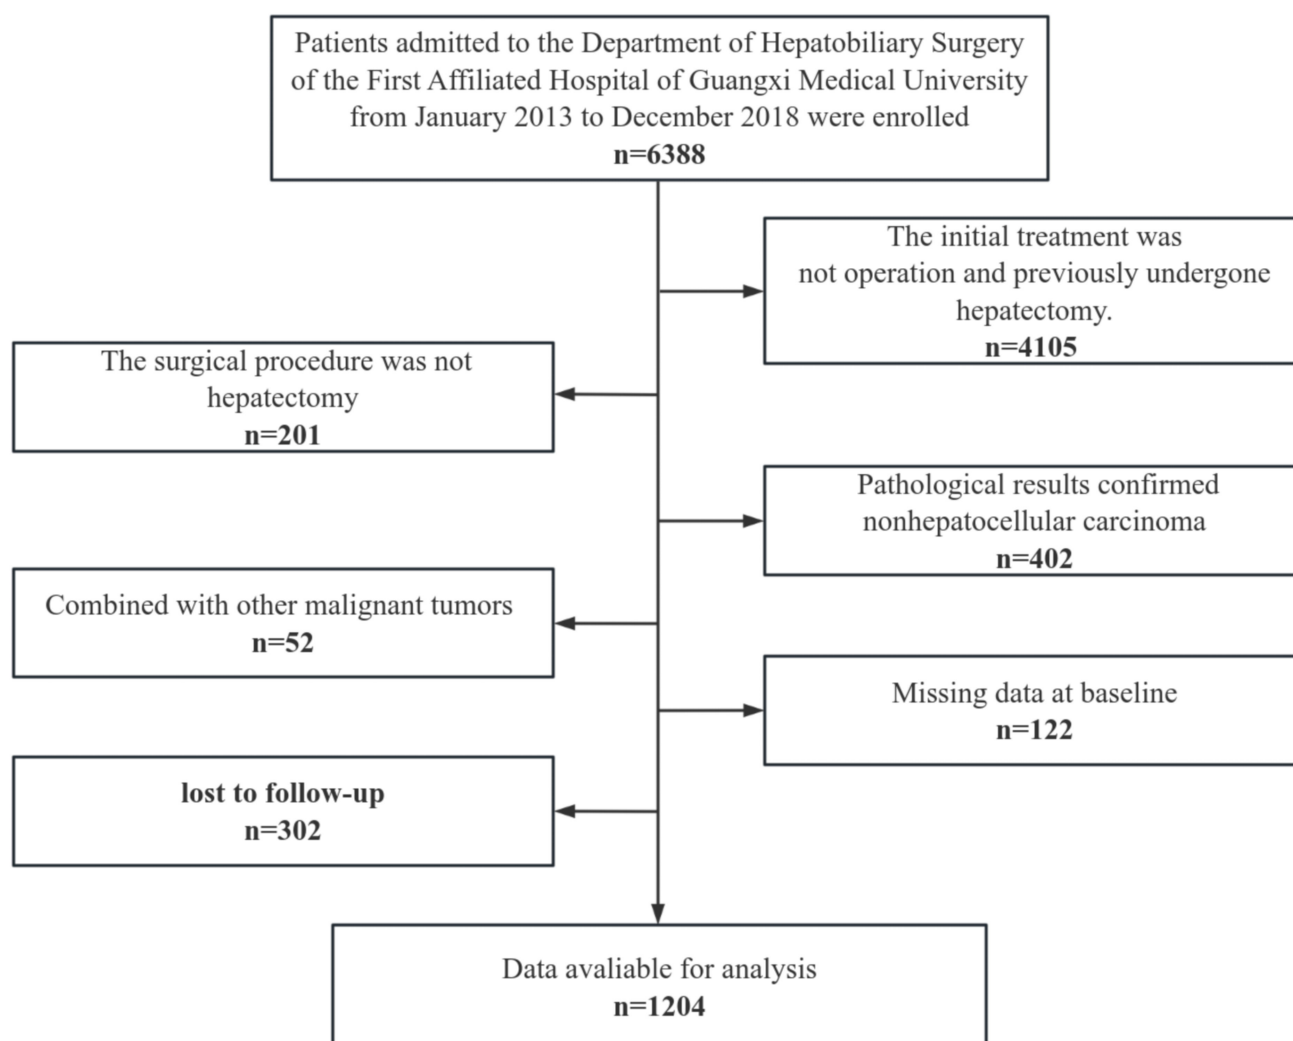 Patients admitted to the Department of Hepatobiliary Surgery
of the First Affiliated Hospital of Guangxi Medical University
from January 2013 to December 2018 were enrolled
n=6388
The initial treatment was
not operation and previously undergone
hepatectomy.
n=4105
The surgical procedure was not
hepatectomy
n=201
Pathological results confirmed
nonhepatocellular carcinoma
n=402
Combined with other malignant tumors
n=52
Missing data at baseline
n=122
lost to follow-up
n=302
Data avaliable for analysis
n=1204